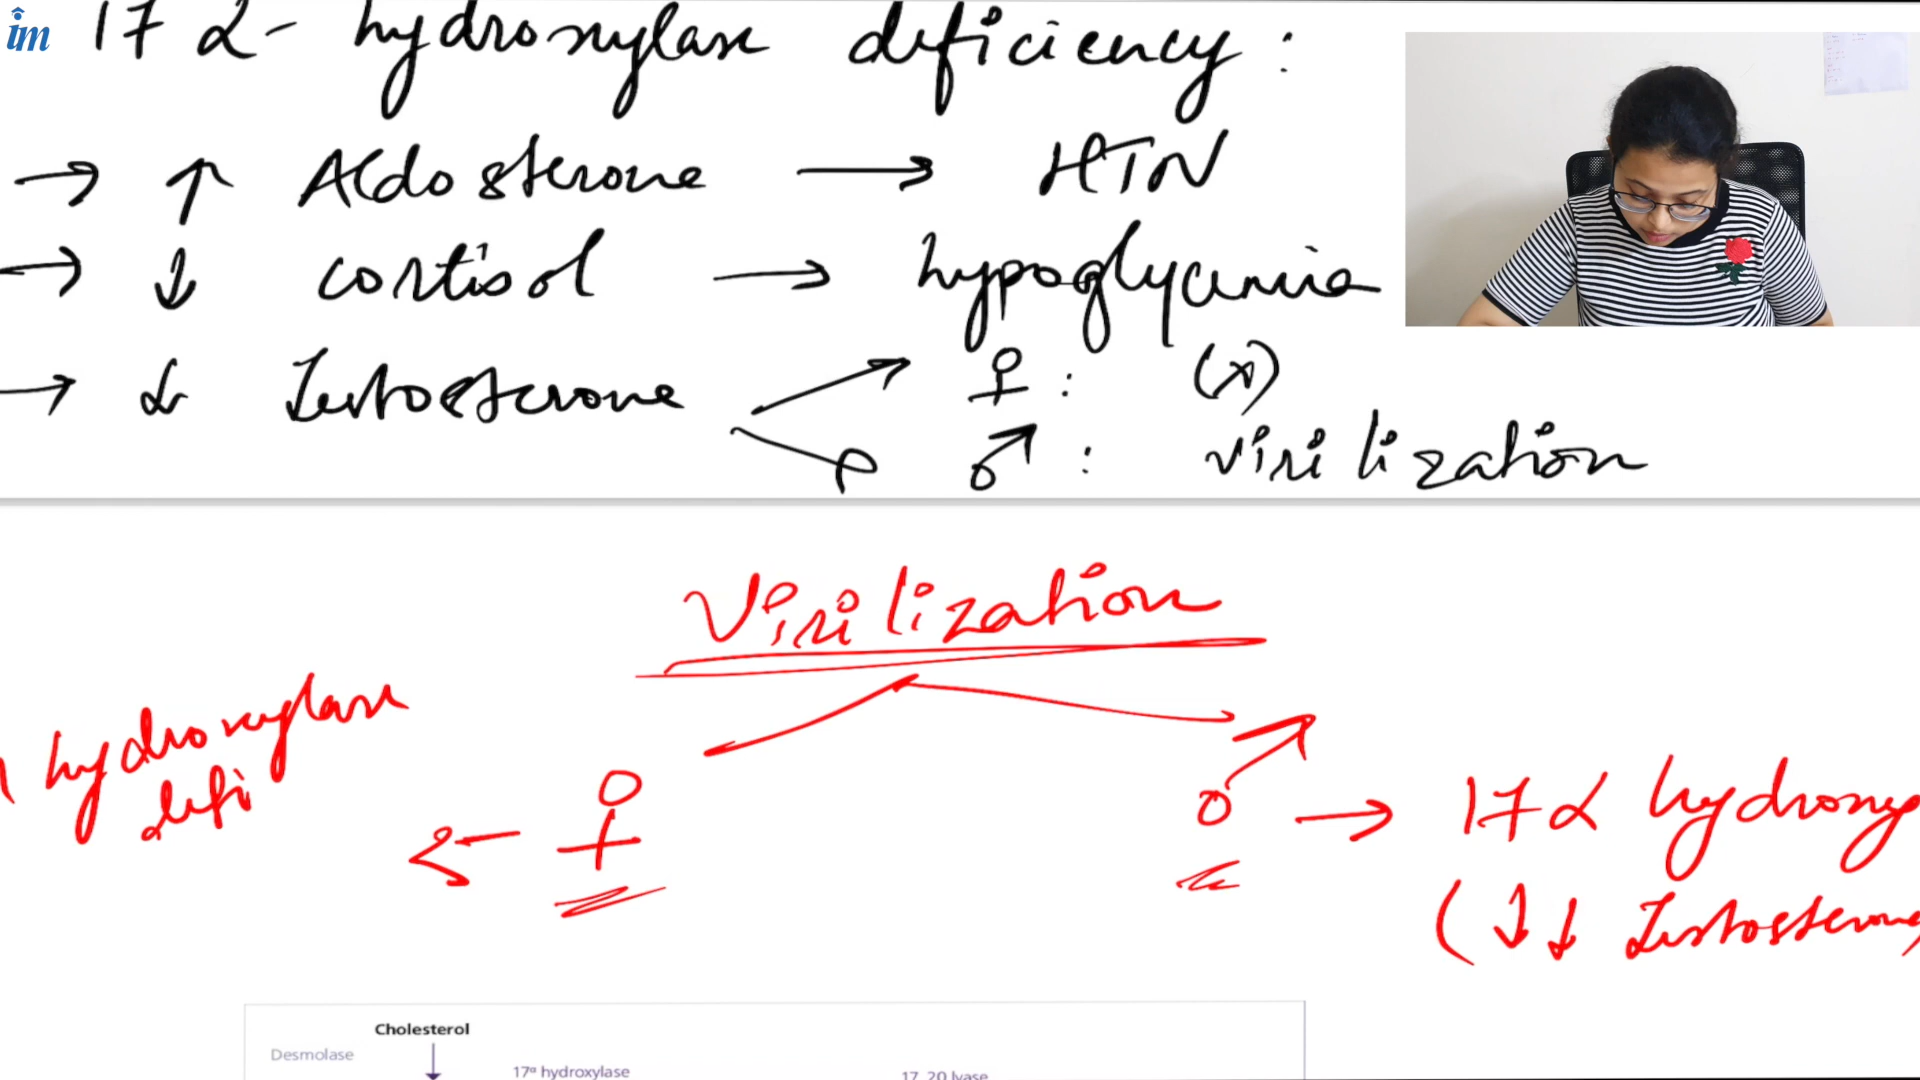 im
17 α- hydroxylase deficiency :
→ ↑ Aldosterone → HTN
→ ↓ cortisol → hypoglycemia
→ ↓ Testosterone ♀ : (x)
♂ : virilization
Virilization
hydroxylase
defi
← ♀
♂ → 17 α hydroxy
(↓↓ Testosterone)
Cholesterol
Desmolase
17α hydroxylase
17, 20 lyase